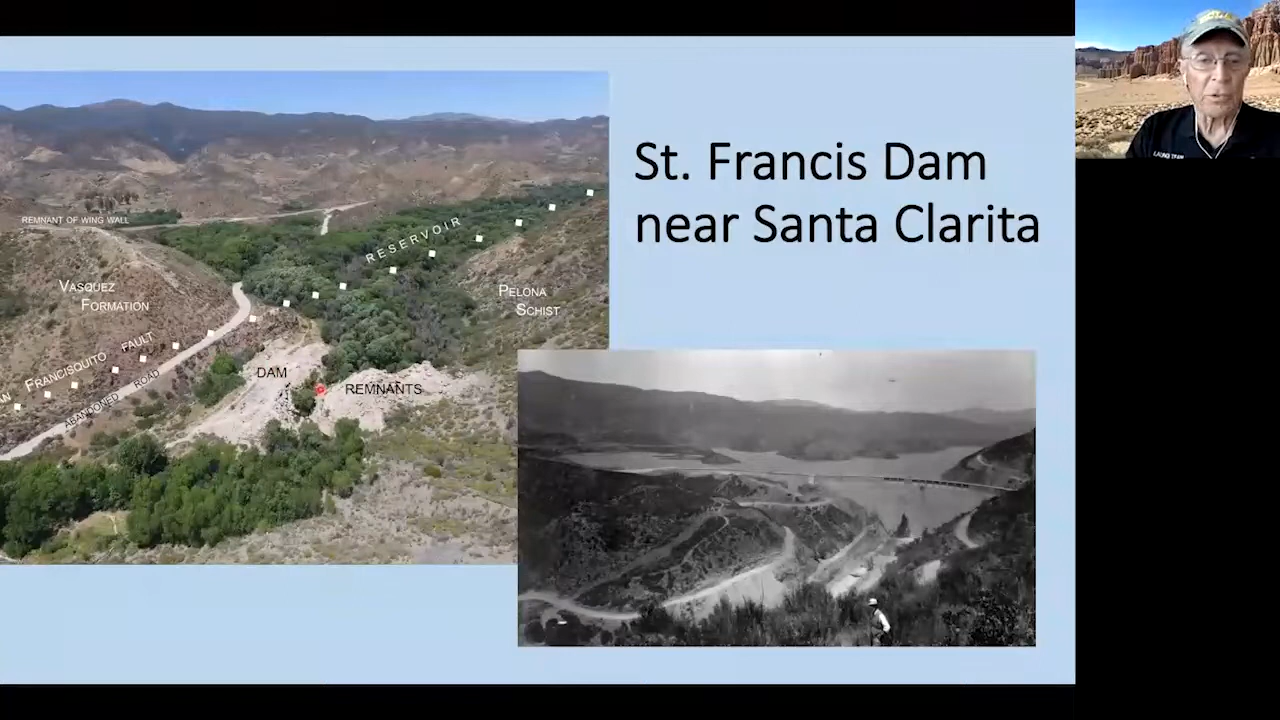 St. Francis Dam
near Santa Clarita
REMNANT OF WING WALL
RESERVOIR
VASQUEZ
FORMATION
PELONA
SCHIST
FRANCISQUITO FAULT
ABANDONED ROAD
DAM
REMNANTS